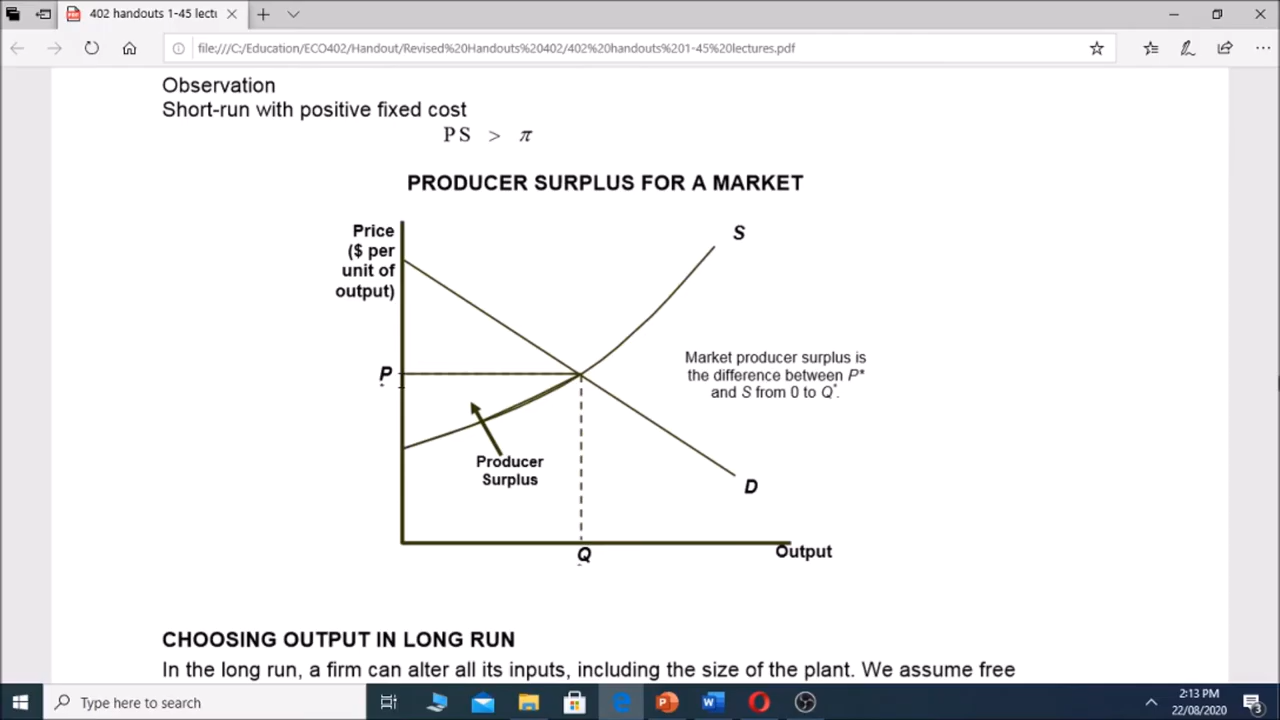 402 handouts 1-45 lectu
file:///C:/Education/ECO402/Handout/Revised%20Handouts%20402/402%20handouts%201-45%20lectures.pdf
Observation
Short-run with positive fixed cost
PS > π
PRODUCER SURPLUS FOR A MARKET
Price
($ per
unit of
output)
S
P
Market producer surplus is
the difference between P*
and S from 0 to Q*.
Producer
Surplus
D
Q
Output
CHOOSING OUTPUT IN LONG RUN
In the long run, a firm can alter all its inputs, including the size of the plant. We assume free
Type here to search
2:13 PM
22/08/2020
3